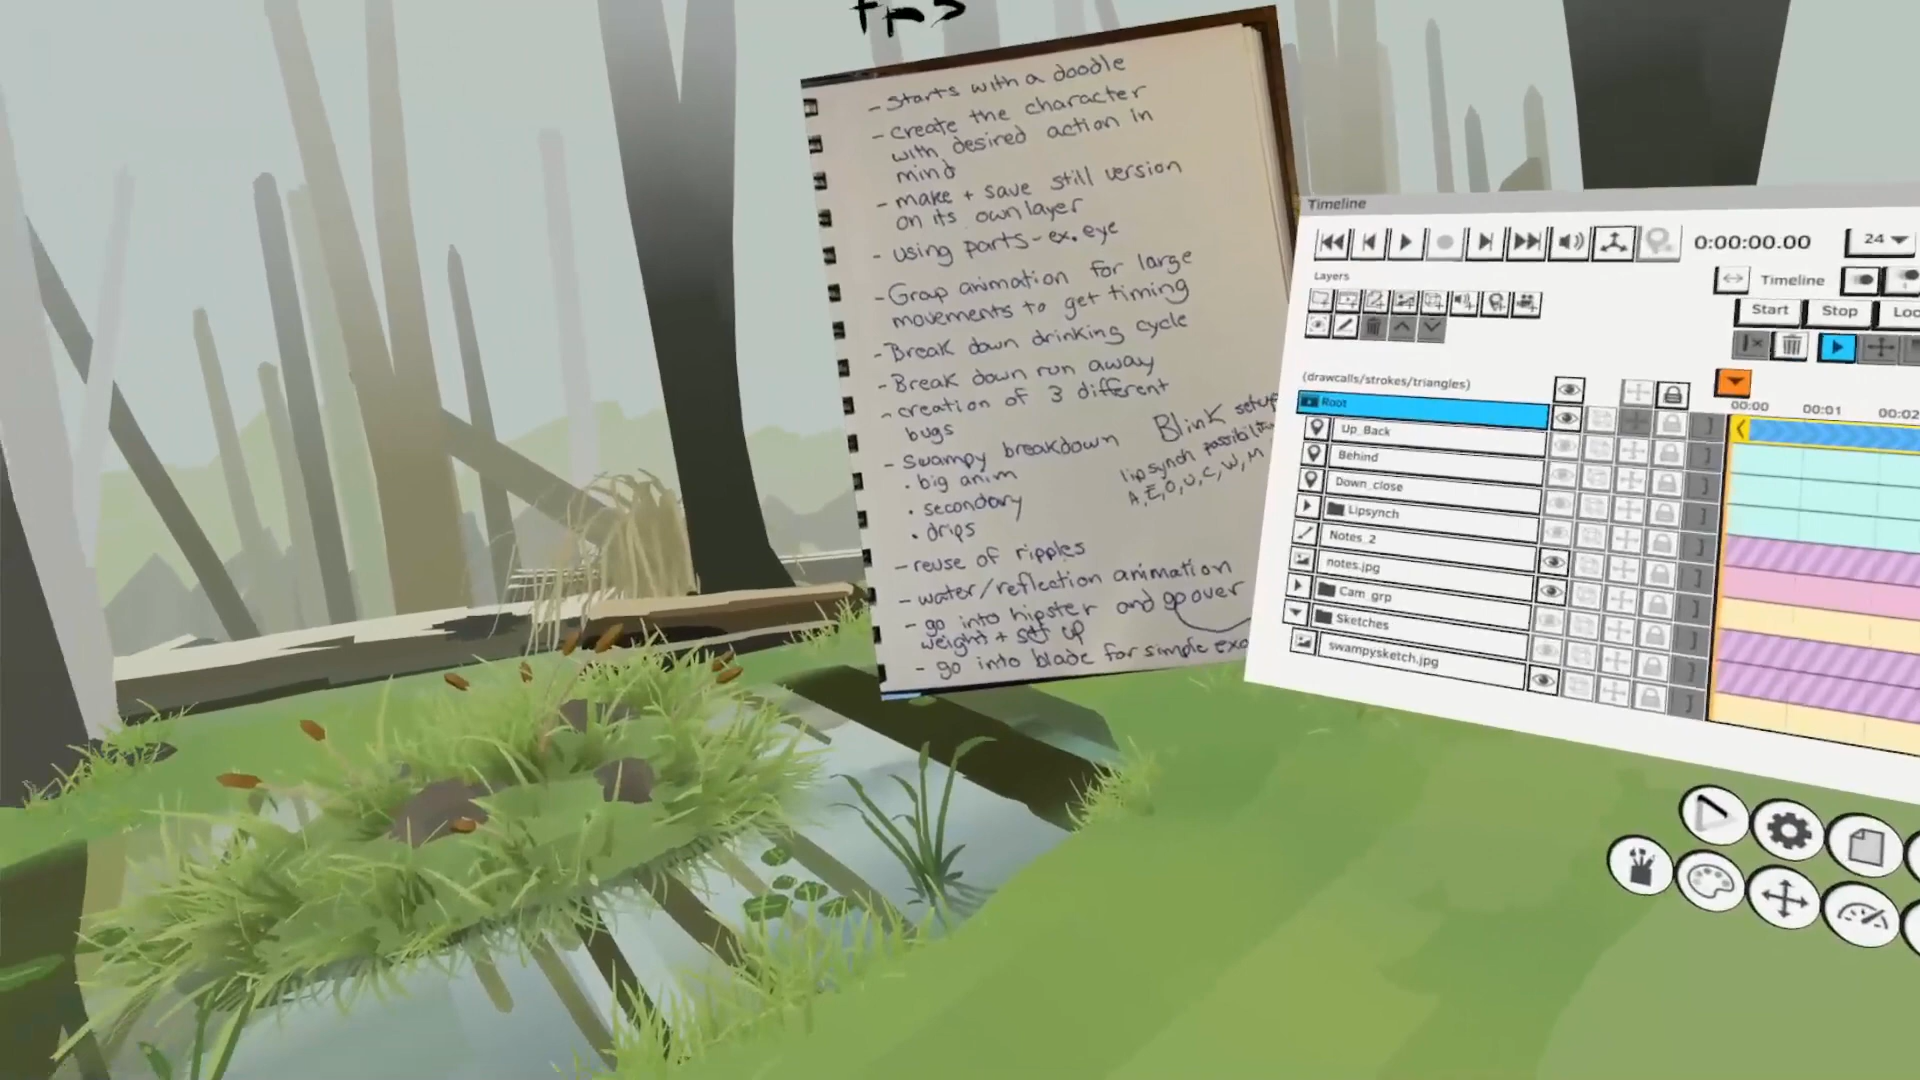 - Starts with a doodle
- create the character
with desired action in
mind
- make + save still version
on its own layer
- using parts - ex. eye
- Group animation for large
movements to get timing
- Break down drinking cycle
- Break down run away
- creation of 3 different
bugs
- Swampy breakdown
• big anim
• secondary
• drips
Blink setup
lipsynch
A, E, O, U, C, W, M
- reuse of ripples
- water/reflection animation
- go into hipster and go over
weight + set up
- go into blade for simple
Timeline
0:00:00.00
24
Layers
Timeline
Start
Stop
(drawcalls/strokes/triangles)
00:00
00:01
00:02
Root
Up_Back
Behind
Down_close
Lipsynch
Notes_2
notes.jpg
Cam_grp
Sketches
swampysketch.jpg